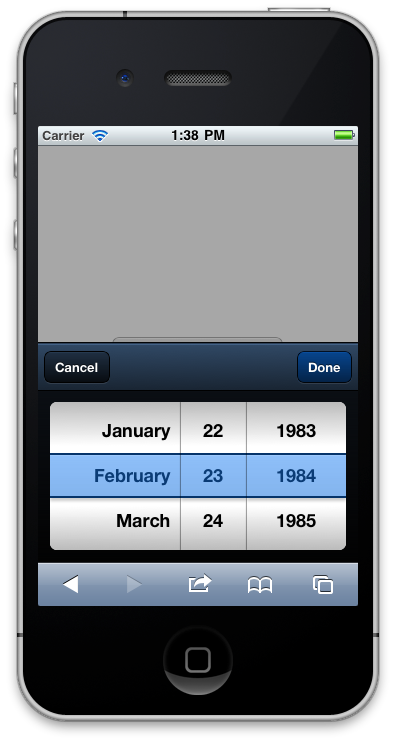 Carrier 1:38 PM
Cancel Done
January 22 1983
February 23 1984
March 24 1985